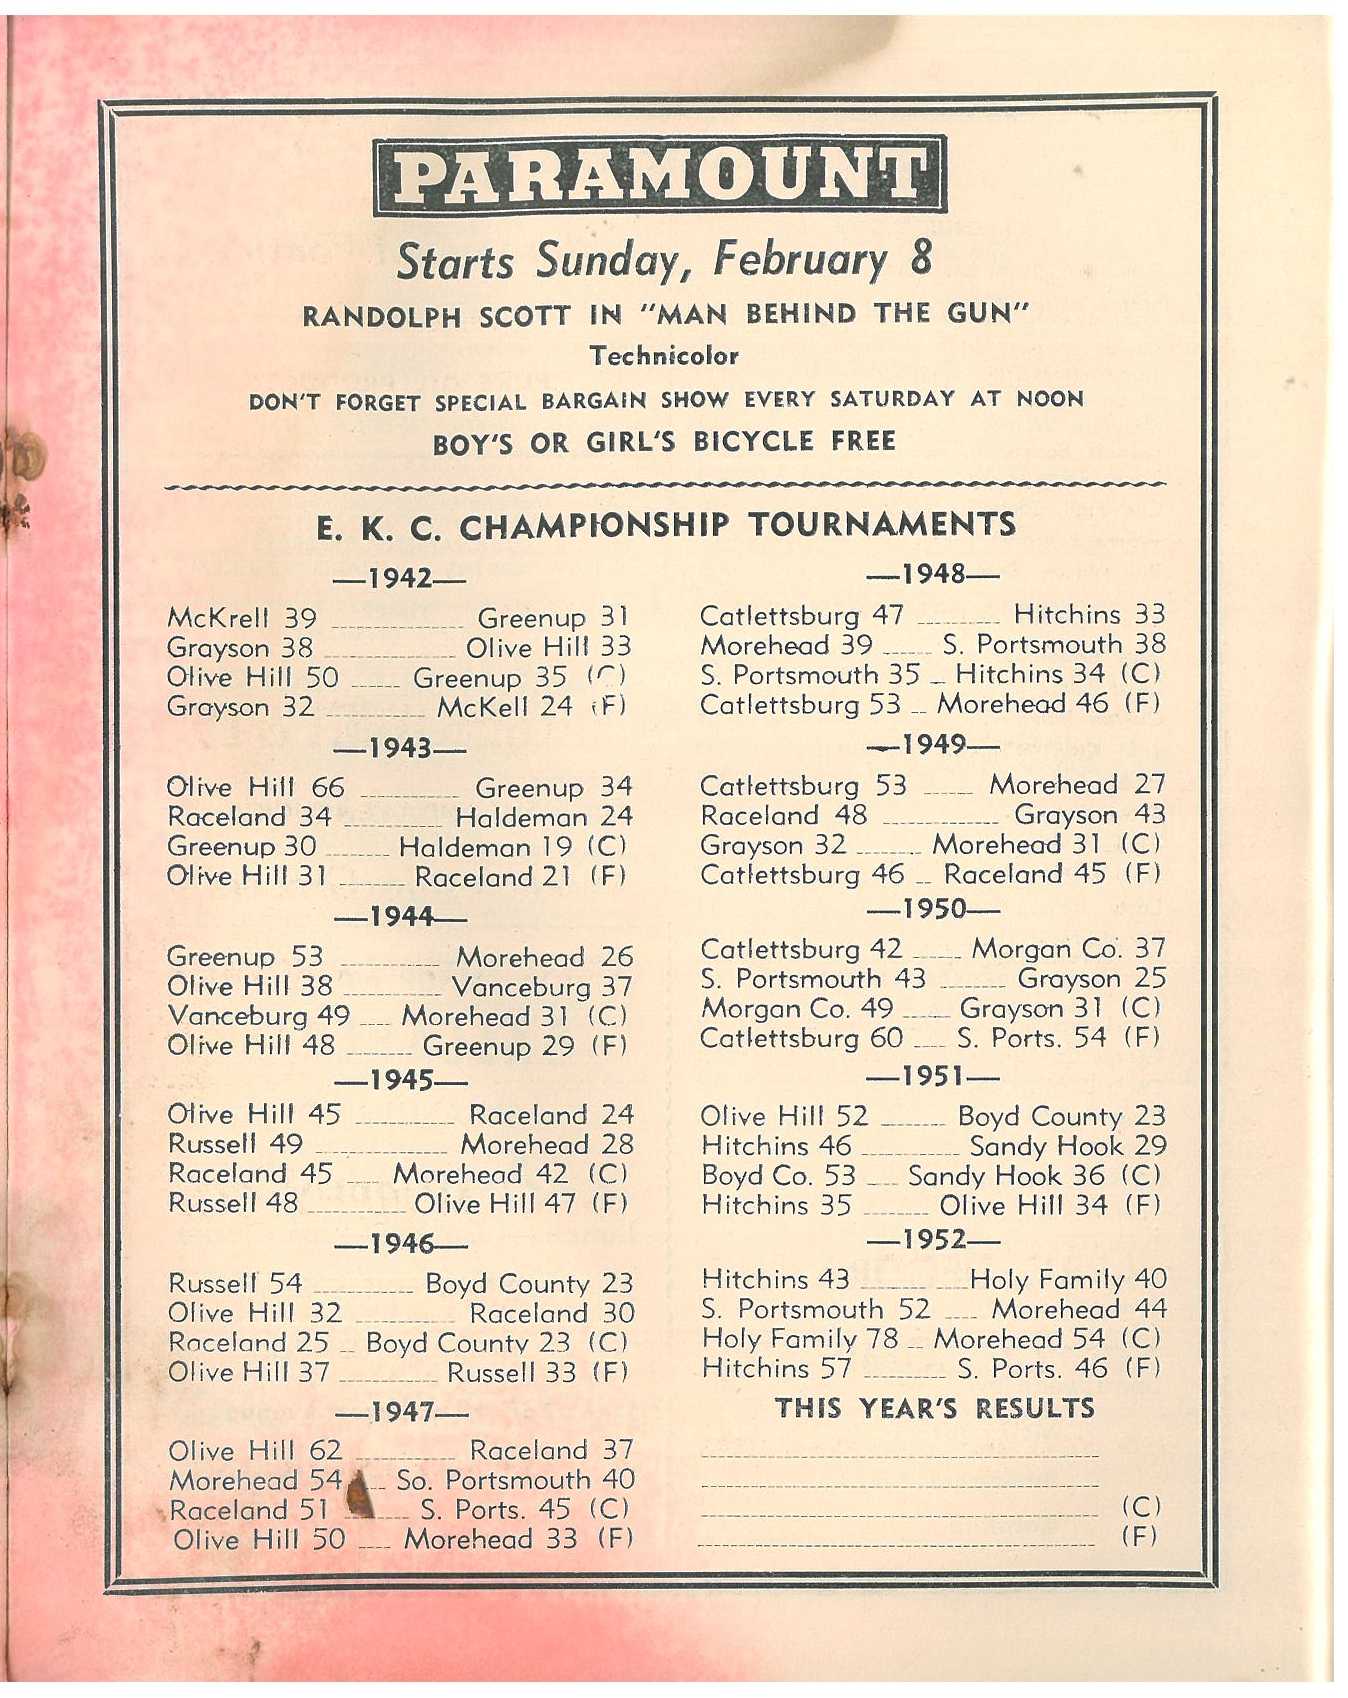 PARAMOUNT
Starts Sunday, February 8
RANDOLPH SCOTT IN "MAN BEHIND THE GUN"
Technicolor
DON'T FORGET SPECIAL BARGAIN SHOW EVERY SATURDAY AT NOON
BOY'S OR GIRL'S BICYCLE FREE
E. K. C. CHAMPIONSHIP TOURNAMENTS
—1942—
McKrell 39 ........ Greenup 31
Grayson 38 ........ Olive Hill 33
Olive Hill 50 ........ Greenup 35 (C)
Grayson 32 ........ McKell 24 (F)
—1943—
Olive Hill 66 ........ Greenup 34
Raceland 34 ........ Haldeman 24
Greenup 30 ........ Haldeman 19 (C)
Olive Hill 31 ........ Raceland 21 (F)
—1944—
Greenup 53 ........ Morehead 26
Olive Hill 38 ........ Vanceburg 37
Vanceburg 49 .... Morehead 31 (C)
Olive Hill 48 ........ Greenup 29 (F)
—1945—
Olive Hill 45 ........ Raceland 24
Russell 49 ........ Morehead 28
Raceland 45 .... Morehead 42 (C)
Russell 48 ........ Olive Hill 47 (F)
—1946—
Russell 54 ........ Boyd County 23
Olive Hill 32 ........ Raceland 30
Raceland 25 .. Boyd County 23 (C)
Olive Hill 37 ........ Russell 33 (F)
—1947—
Olive Hill 62 ........ Raceland 37
Morehead 54 .... So. Portsmouth 40
Raceland 51 ........ S. Ports. 45 (C)
Olive Hill 50 .... Morehead 33 (F)
—1948—
Catlettsburg 47 ........ Hitchins 33
Morehead 39 ...... S. Portsmouth 38
S. Portsmouth 35 .. Hitchins 34 (C)
Catlettsburg 53 .. Morehead 46 (F)
—1949—
Catlettsburg 53 ...... Morehead 27
Raceland 48 ........ Grayson 43
Grayson 32 ........ Morehead 31 (C)
Catlettsburg 46 .. Raceland 45 (F)
—1950—
Catlettsburg 42 ...... Morgan Co. 37
S. Portsmouth 43 ........ Grayson 25
Morgan Co. 49 ...... Grayson 31 (C)
Catlettsburg 60 .... S. Ports. 54 (F)
—1951—
Olive Hill 52 ........ Boyd County 23
Hitchins 46 ........ Sandy Hook 29
Boyd Co. 53 .... Sandy Hook 36 (C)
Hitchins 35 ........ Olive Hill 34 (F)
—1952—
Hitchins 43 ........ Holy Family 40
S. Portsmouth 52 .... Morehead 44
Holy Family 78 .. Morehead 54 (C)
Hitchins 57 ........ S. Ports. 46 (F)
THIS YEAR'S RESULTS
(C)
(F)